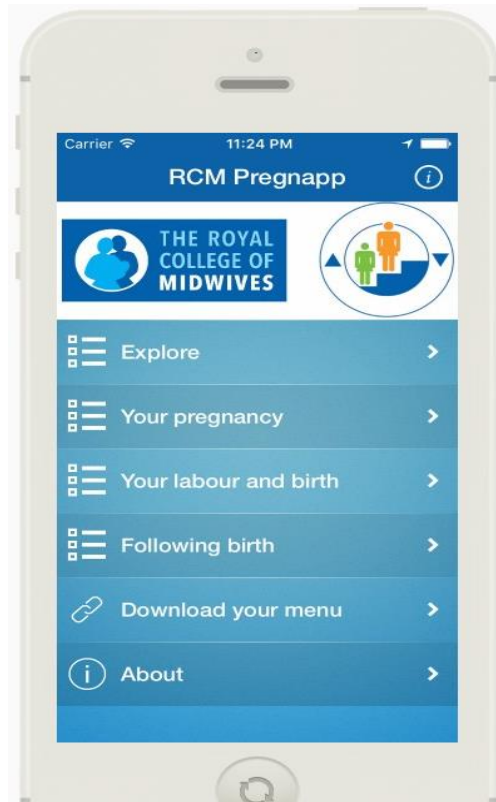 Carrier 11:24 PM
RCM Pregnapp
THE ROYAL
COLLEGE OF
MIDWIVES
Explore
Your pregnancy
Your labour and birth
Following birth
Download your menu
About